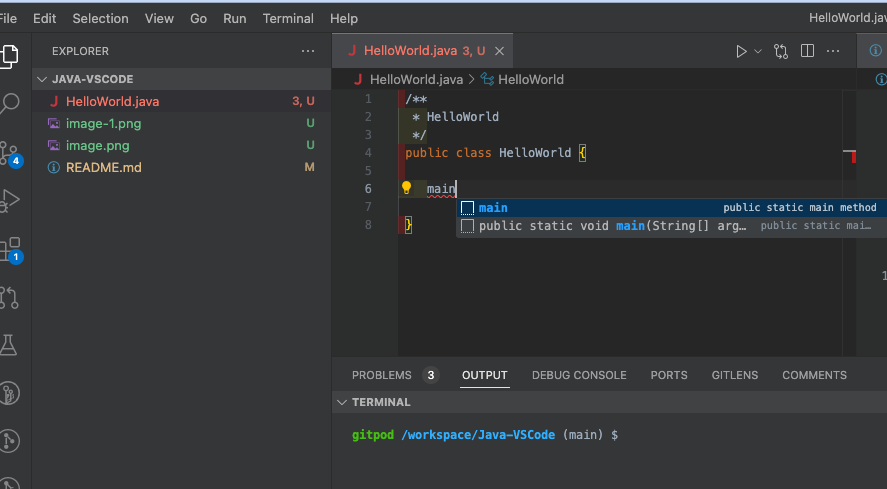 File Edit Selection View Go Run Terminal Help HelloWorld.jav
EXPLORER ...
JAVA-VSCODE
J HelloWorld.java 3, U
image-1.png U
image.png U
README.md M
4
1
J HelloWorld.java 3, U
J HelloWorld.java > HelloWorld
1 /**
2 * HelloWorld
3 */
4 public class HelloWorld {
5
6 main
7
8 }
main public static main method
public static void main(String[] arg… public static mai…
1
PROBLEMS 3 OUTPUT DEBUG CONSOLE PORTS GITLENS COMMENTS
TERMINAL
gitpod /workspace/Java-VSCode (main) $